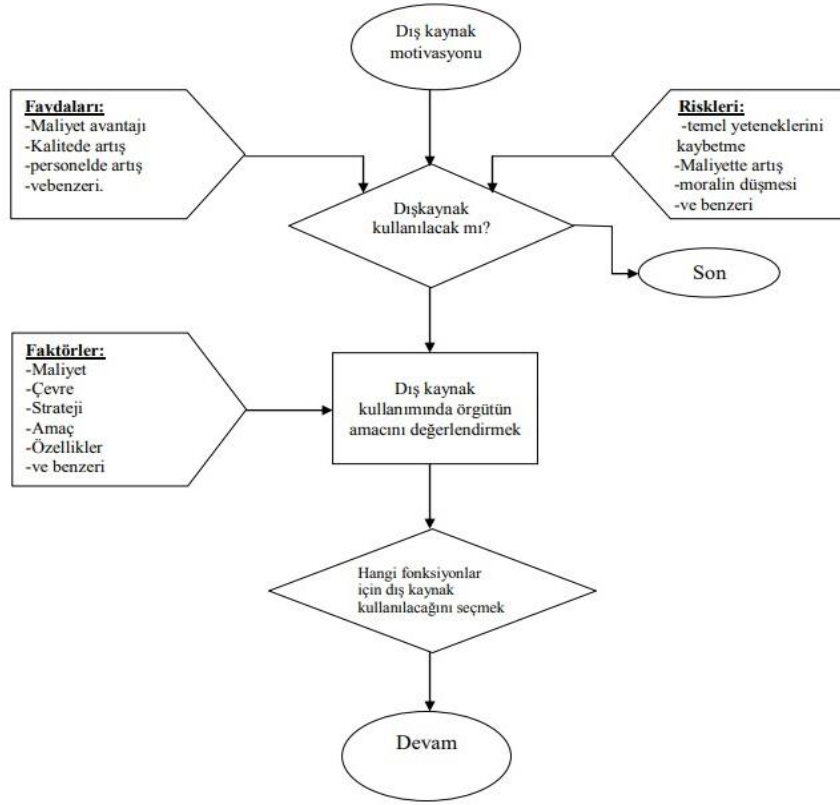 Dış kaynak
motivasyonu
Faydaları:
-Maliyet avantajı
-Kalitede artış
-personelde artış
-vebenzeri.
Riskleri:
-temel yeteneklerini
kaybetme
-Maliyette artış
-moralin düşmesi
-ve benzeri
Dışkaynak
kullanılacak mı?
Son
Faktörler:
-Maliyet
-Çevre
-Strateji
-Amaç
-Özellikler
-ve benzeri
Dış kaynak
kullanımında örgütün
amacını değerlendirmek
Hangi fonksiyonlar
için dış kaynak
kullanılacağını seçmek
Devam